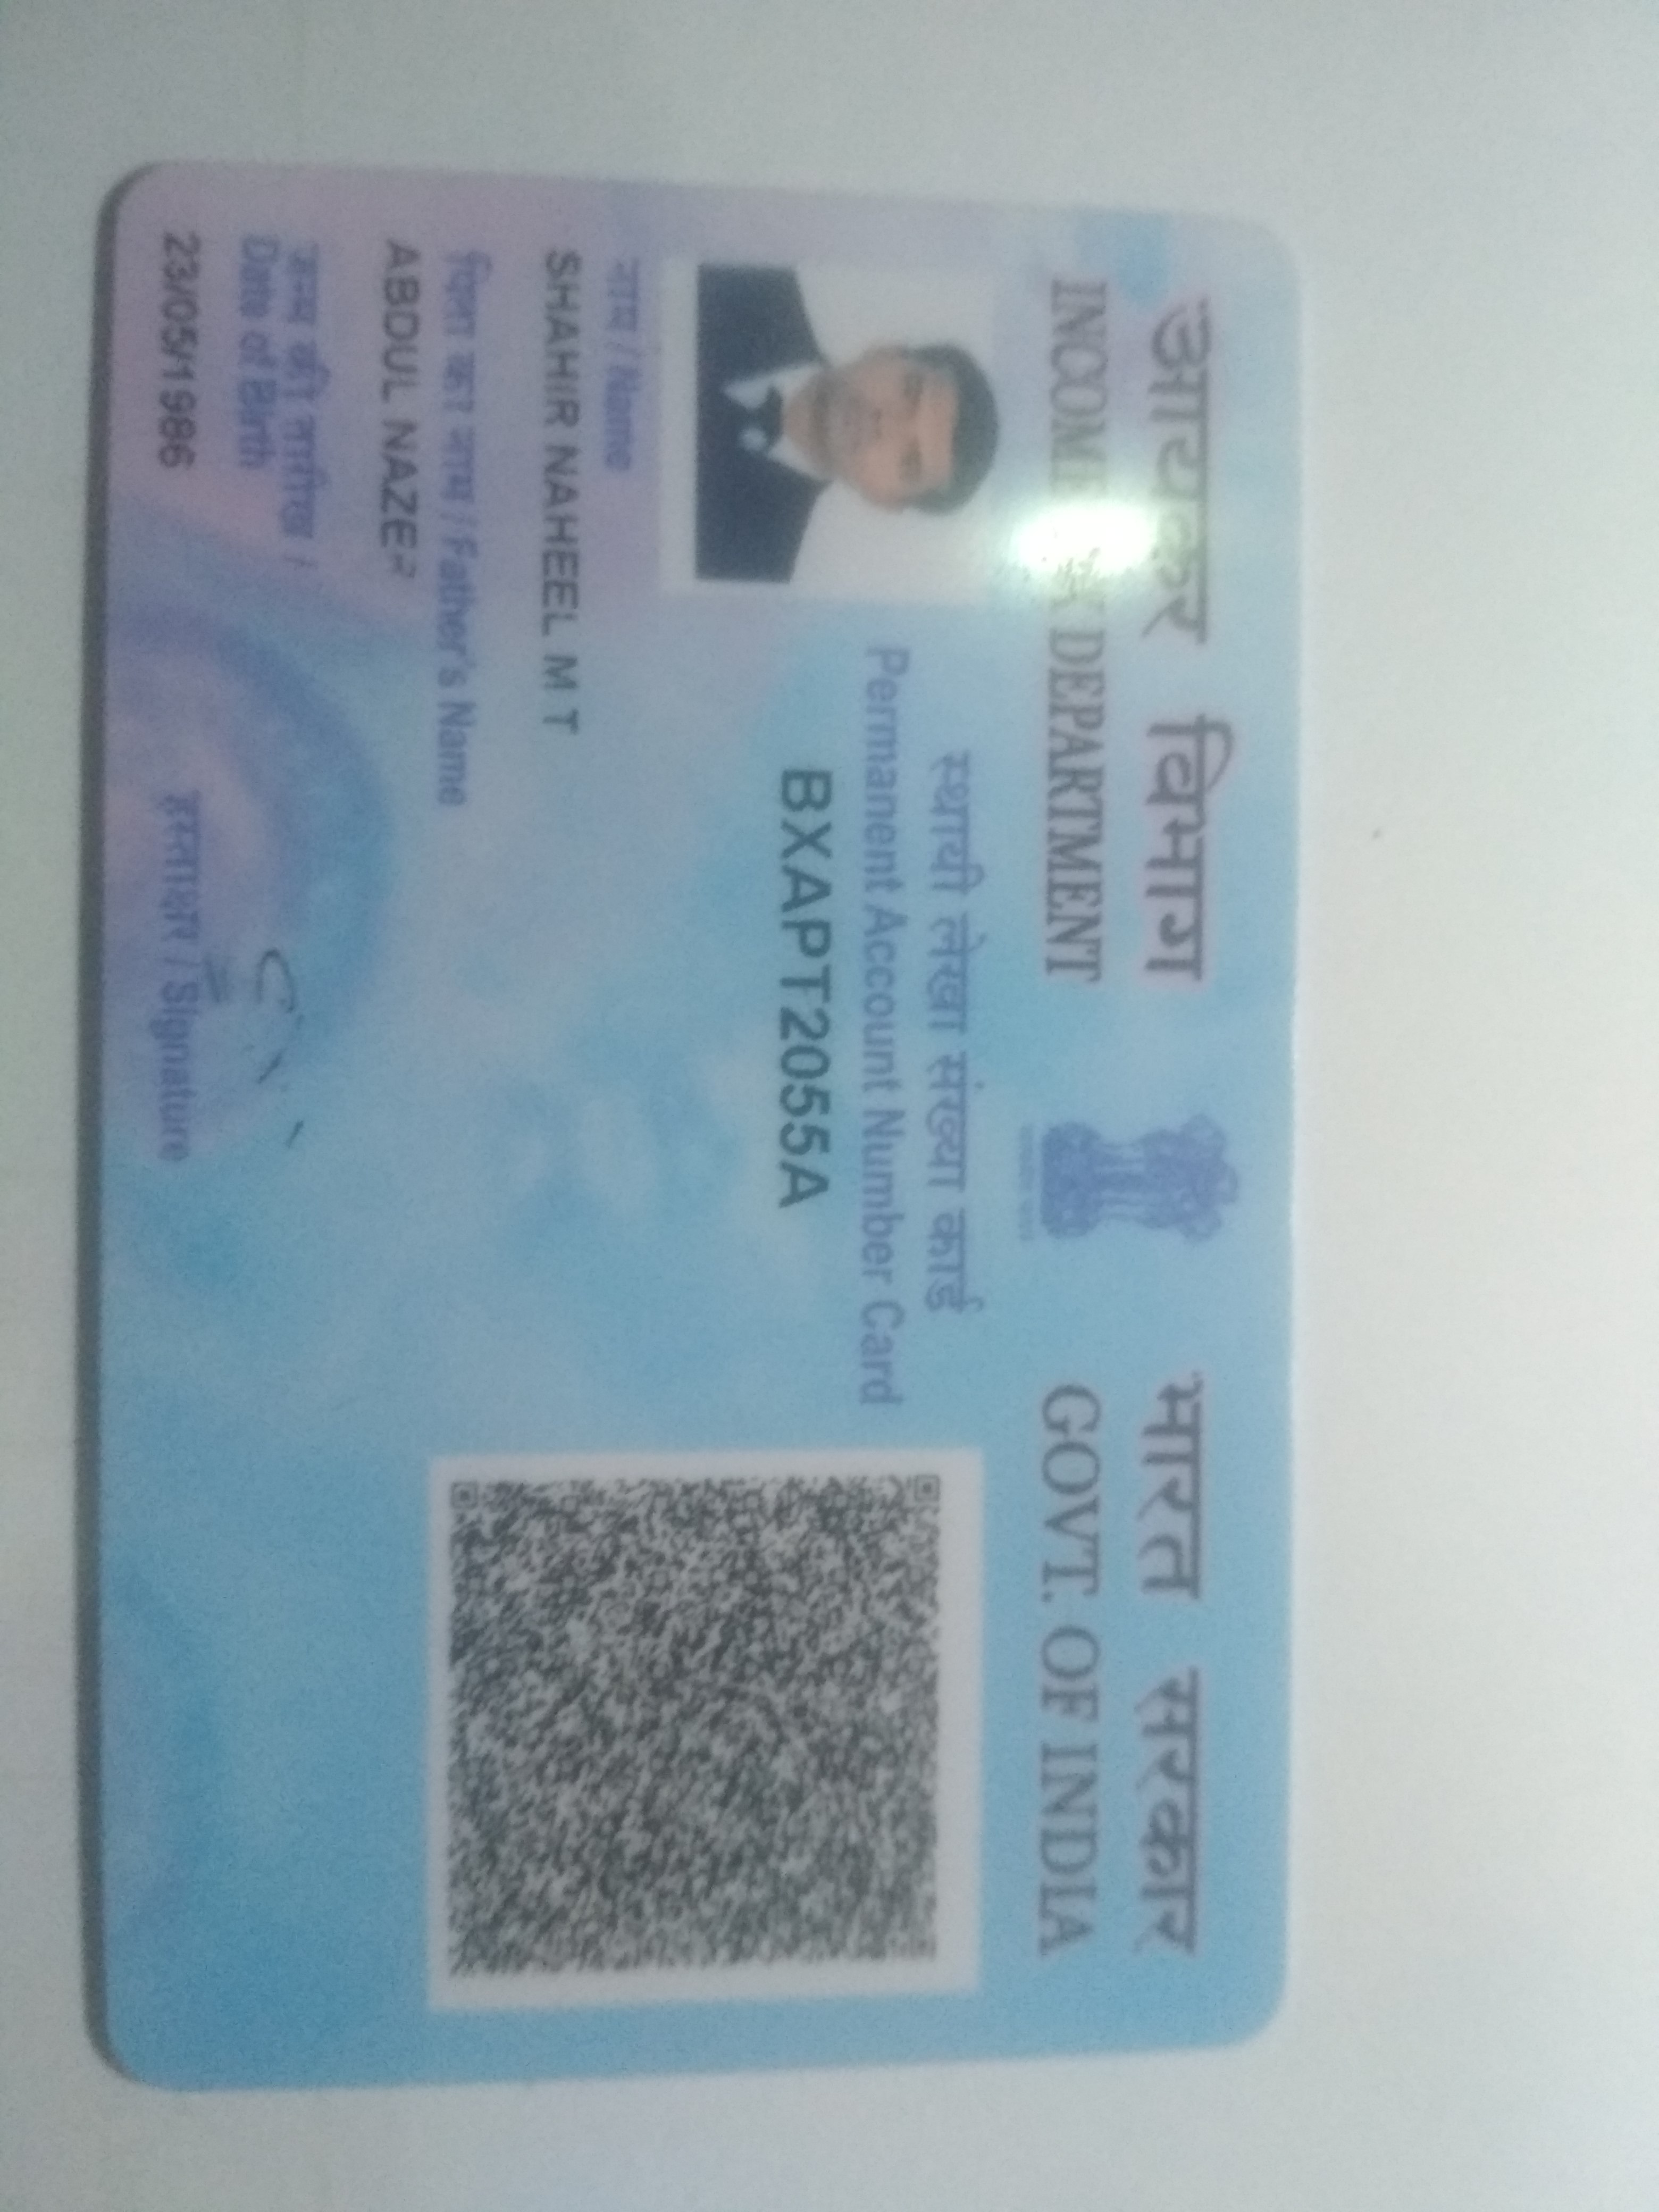 आयकर विभाग
INCOME TAX DEPARTMENT
भारत सरकार
GOVT. OF INDIA
स्थायी लेखा संख्या कार्ड
Permanent Account Number Card
BXAPT2055A
नाम / Name
SHAHIR NAHEEL M T
पिता का नाम / Father's Name
ABDUL NAZER
जन्म की तारीख /
Date of Birth
23/05/1986
हस्ताक्षर / Signature